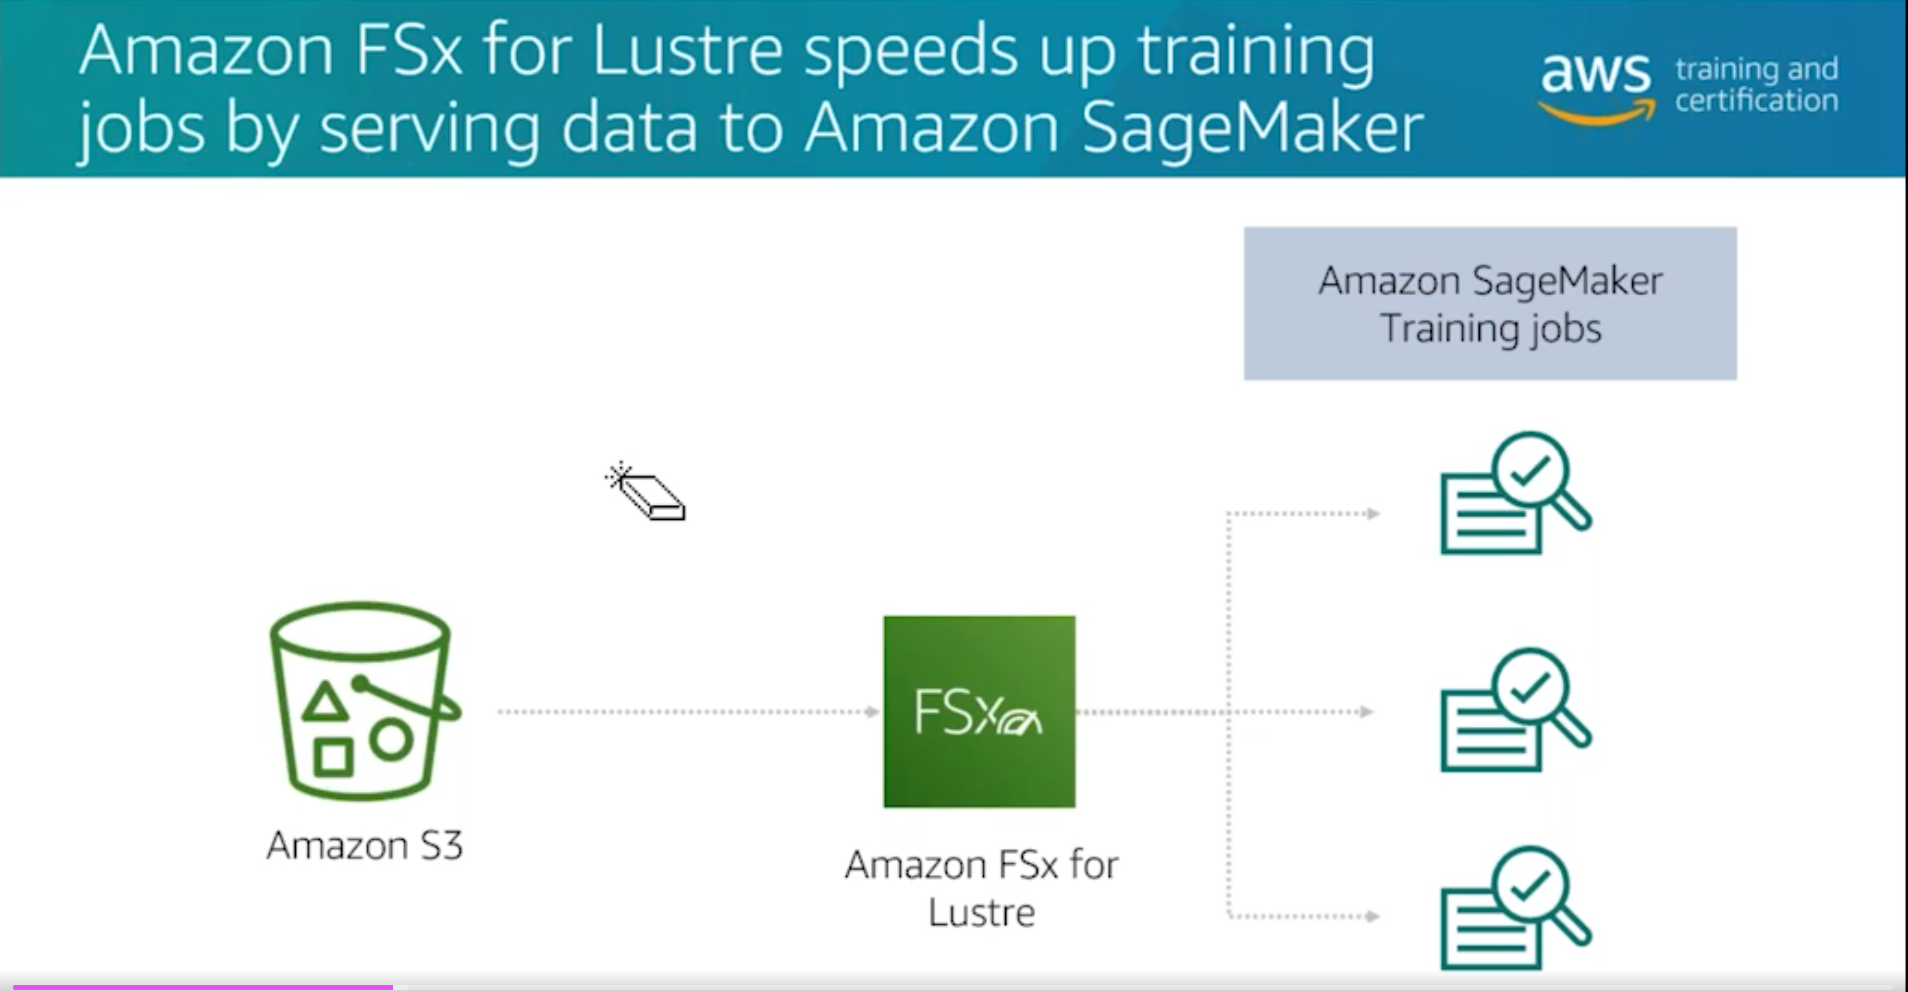 Amazon FSx for Lustre speeds up training
jobs by serving data to Amazon SageMaker
aws training and
certification
Amazon SageMaker
Training jobs
FSx
Amazon S3
Amazon FSx for
Lustre